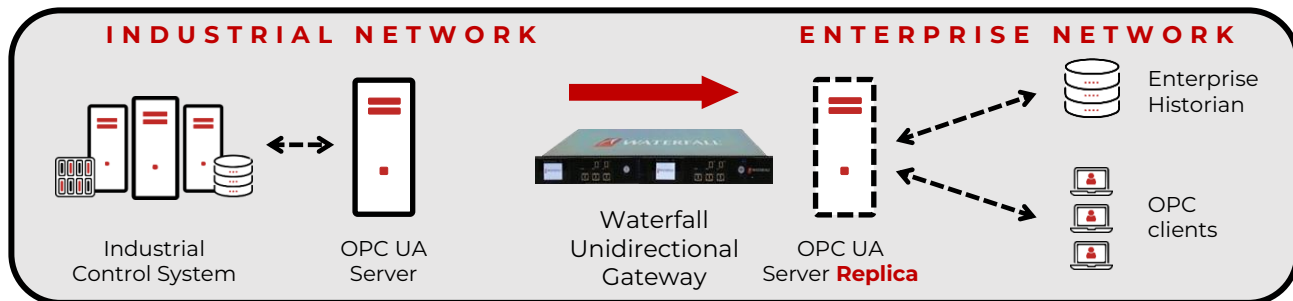 INDUSTRIAL NETWORK
ENTERPRISE NETWORK
Industrial
Control System
OPC UA
Server
WATERFALL
Waterfall
Unidirectional
Gateway
OPC UA
Server Replica
Enterprise
Historian
OPC
clients